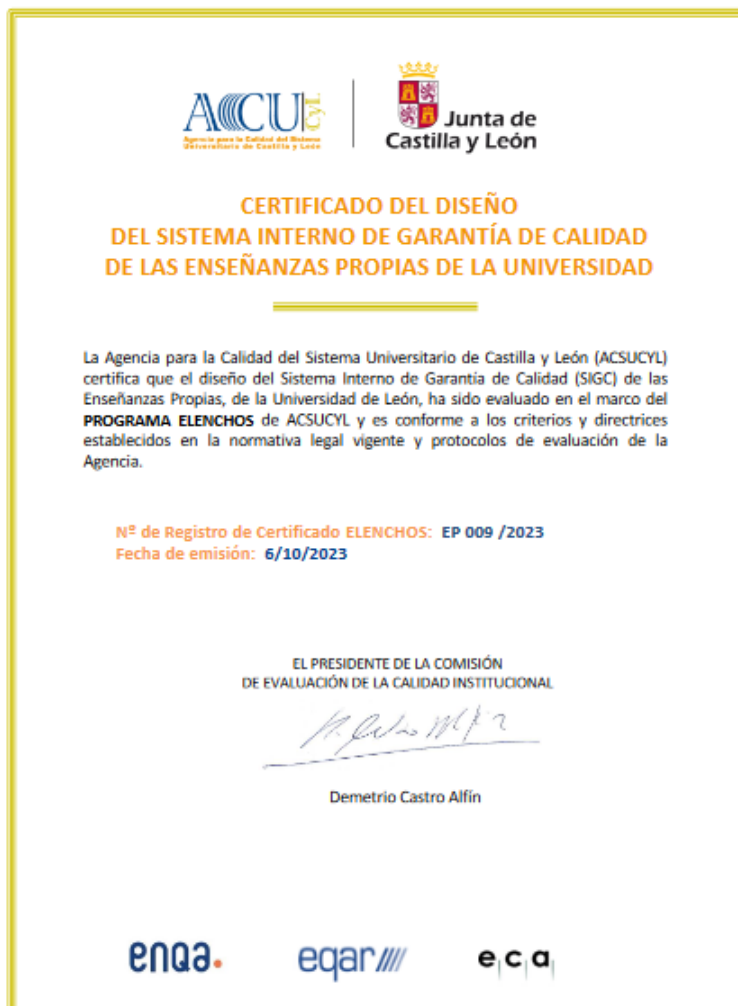 ACCU CyL
Agencia para la Calidad del Sistema
Universitario de Castilla y León
Junta de
Castilla y León
CERTIFICADO DEL DISEÑO
DEL SISTEMA INTERNO DE GARANTÍA DE CALIDAD
DE LAS ENSEÑANZAS PROPIAS DE LA UNIVERSIDAD
La Agencia para la Calidad del Sistema Universitario de Castilla y León (ACSUCYL)
certifica que el diseño del Sistema Interno de Garantía de Calidad (SIGC) de las
Enseñanzas Propias, de la Universidad de León, ha sido evaluado en el marco del
PROGRAMA ELENCHOS de ACSUCYL y es conforme a los criterios y directrices
establecidos en la normativa legal vigente y protocolos de evaluación de la
Agencia.
Nº de Registro de Certificado ELENCHOS: EP 009 /2023
Fecha de emisión: 6/10/2023
EL PRESIDENTE DE LA COMISIÓN
DE EVALUACIÓN DE LA CALIDAD INSTITUCIONAL
Demetrio Castro Alfín
enqa. eqar//// e|c|a|